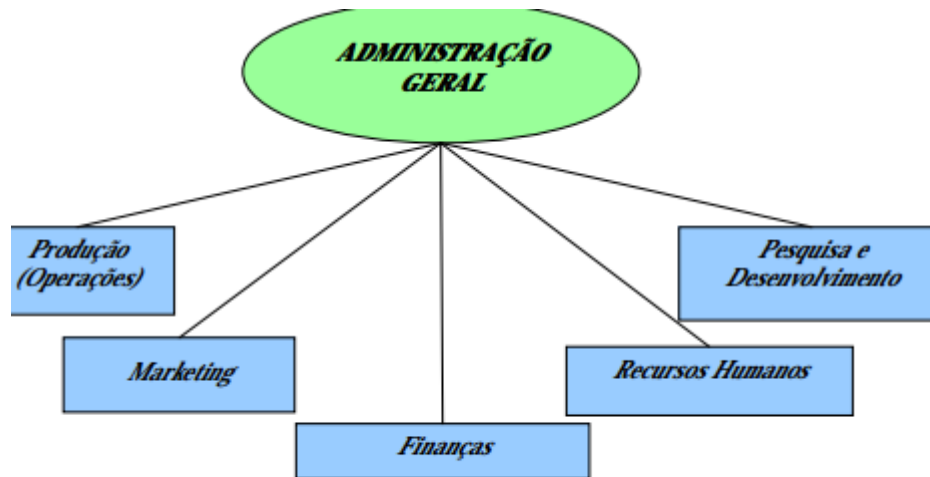 ADMINISTRAÇÃO
GERAL
Produção
(Operações)
Pesquisa e
Desenvolvimento
Marketing
Recursos Humanos
Finanças